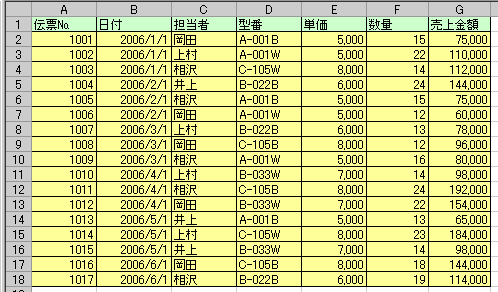 A B C D E F G
1 伝票No. 日付 担当者 型番 単価 数量 売上金額
2 1001 2006/1/1 岡田 A-001B 5,000 15 75,000
3 1002 2006/1/1 上村 A-001W 5,000 22 110,000
4 1003 2006/1/1 相沢 C-105W 8,000 14 112,000
5 1004 2006/2/1 井上 B-022B 6,000 24 144,000
6 1005 2006/2/1 相沢 A-001B 5,000 15 75,000
7 1006 2006/2/1 岡田 A-001W 5,000 12 60,000
8 1007 2006/3/1 上村 B-022B 6,000 13 78,000
9 1008 2006/3/1 岡田 C-105B 8,000 12 96,000
10 1009 2006/3/1 相沢 A-001W 5,000 16 80,000
11 1010 2006/4/1 上村 B-033W 7,000 14 98,000
12 1011 2006/4/1 相沢 C-105B 8,000 24 192,000
13 1012 2006/4/1 岡田 B-033W 7,000 22 154,000
14 1013 2006/5/1 井上 A-001B 5,000 13 65,000
15 1014 2006/5/1 上村 C-105W 8,000 23 184,000
16 1015 2006/5/1 井上 B-033W 7,000 14 98,000
17 1016 2006/6/1 岡田 C-105B 8,000 18 144,000
18 1017 2006/6/1 相沢 B-022B 6,000 19 114,000